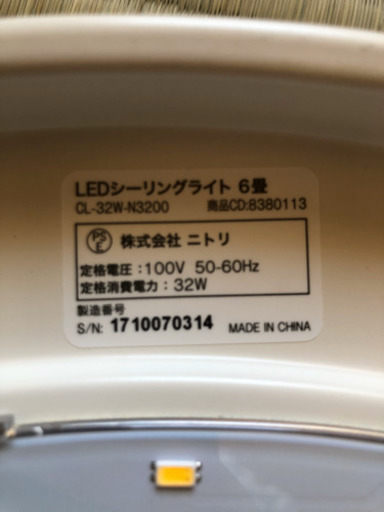 LEDシーリングライト 6畳
CL-32W-N3200 商品CD:8380113
PSE 株式会社 ニトリ
定格電圧:100V 50-60Hz
定格消費電力:32W
製造番号
S/N: 1710070314 MADE IN CHINA